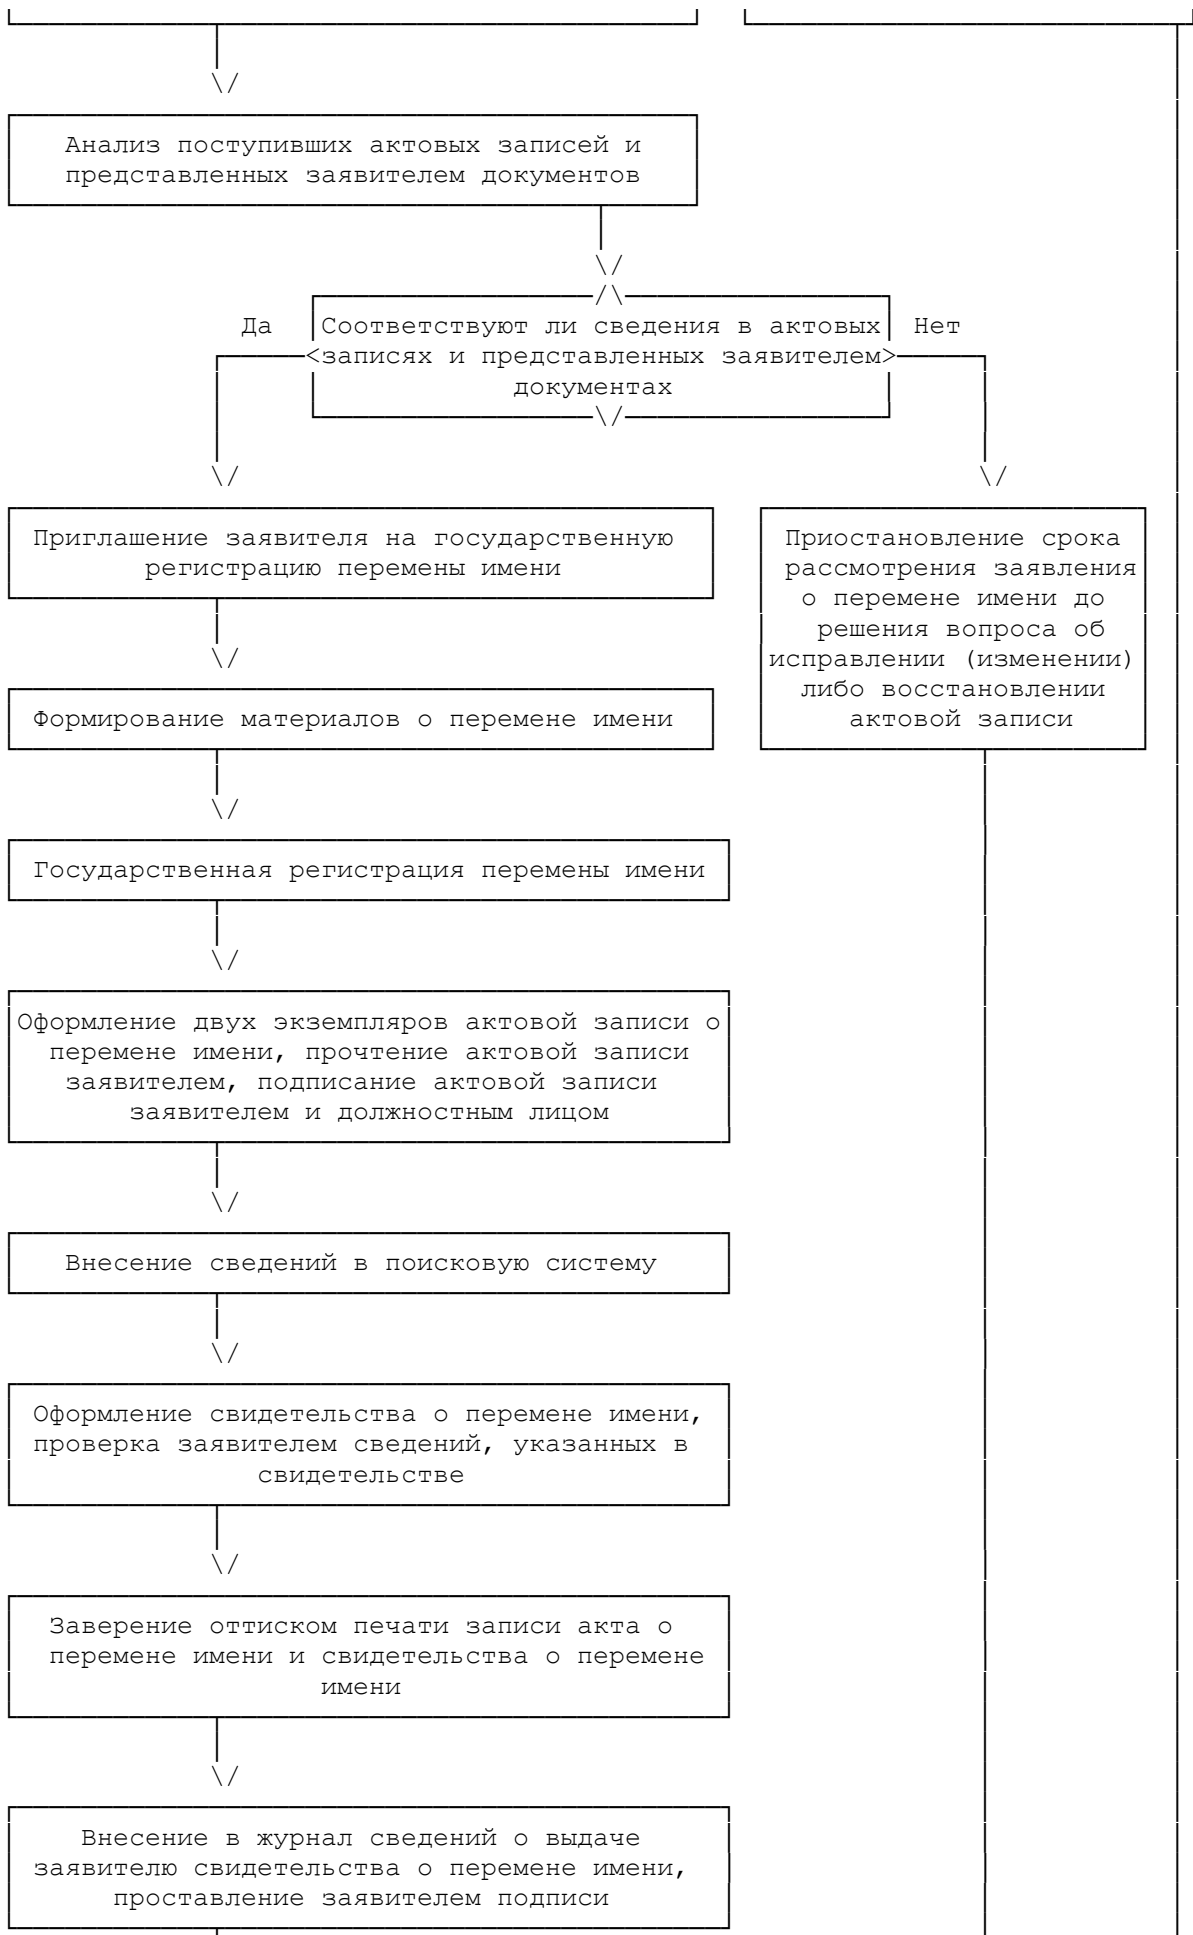 Анализ поступивших актовых записей и
представленных заявителем документов
Да
Соответствуют ли сведения в актовых
записях и представленных заявителем
документах
Нет
Приглашение заявителя на государственную
регистрацию перемены имени
Приостановление срока
рассмотрения заявления
о перемене имени до
решения вопроса об
исправлении (изменении)
либо восстановлении
актовой записи
Формирование материалов о перемене имени
Государственная регистрация перемены имени
Оформление двух экземпляров актовой записи о
перемене имени, прочтение актовой записи
заявителем, подписание актовой записи
заявителем и должностным лицом
Внесение сведений в поисковую систему
Оформление свидетельства о перемене имени,
проверка заявителем сведений, указанных в
свидетельстве
Заверение оттиском печати записи акта о
перемене имени и свидетельства о перемене
имени
Внесение в журнал сведений о выдаче
заявителю свидетельства о перемене имени,
проставление заявителем подписи